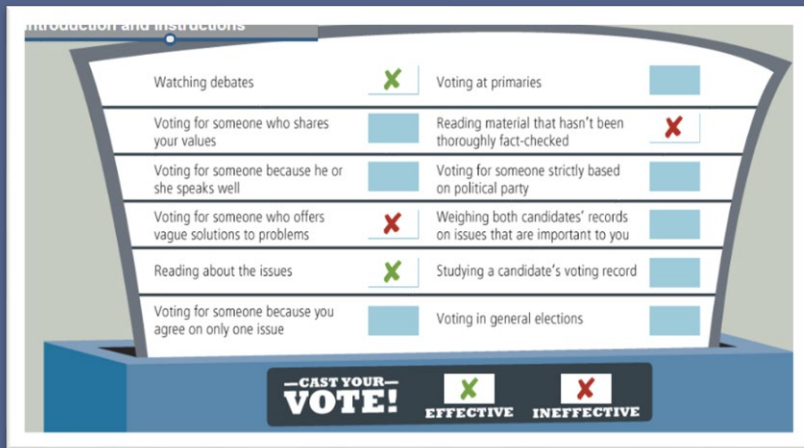 Introduction and Instructions
Watching debates
Voting at primaries
Voting for someone who shares
your values
Reading material that hasn't been
thoroughly fact-checked
Voting for someone because he or
she speaks well
Voting for someone strictly based
on political party
Voting for someone who offers
vague solutions to problems
Weighing both candidates' records
on issues that are important to you
Reading about the issues
Studying a candidate's voting record
Voting for someone because you
agree on only one issue
Voting in general elections
CAST YOUR
VOTE!
EFFECTIVE
INEFFECTIVE